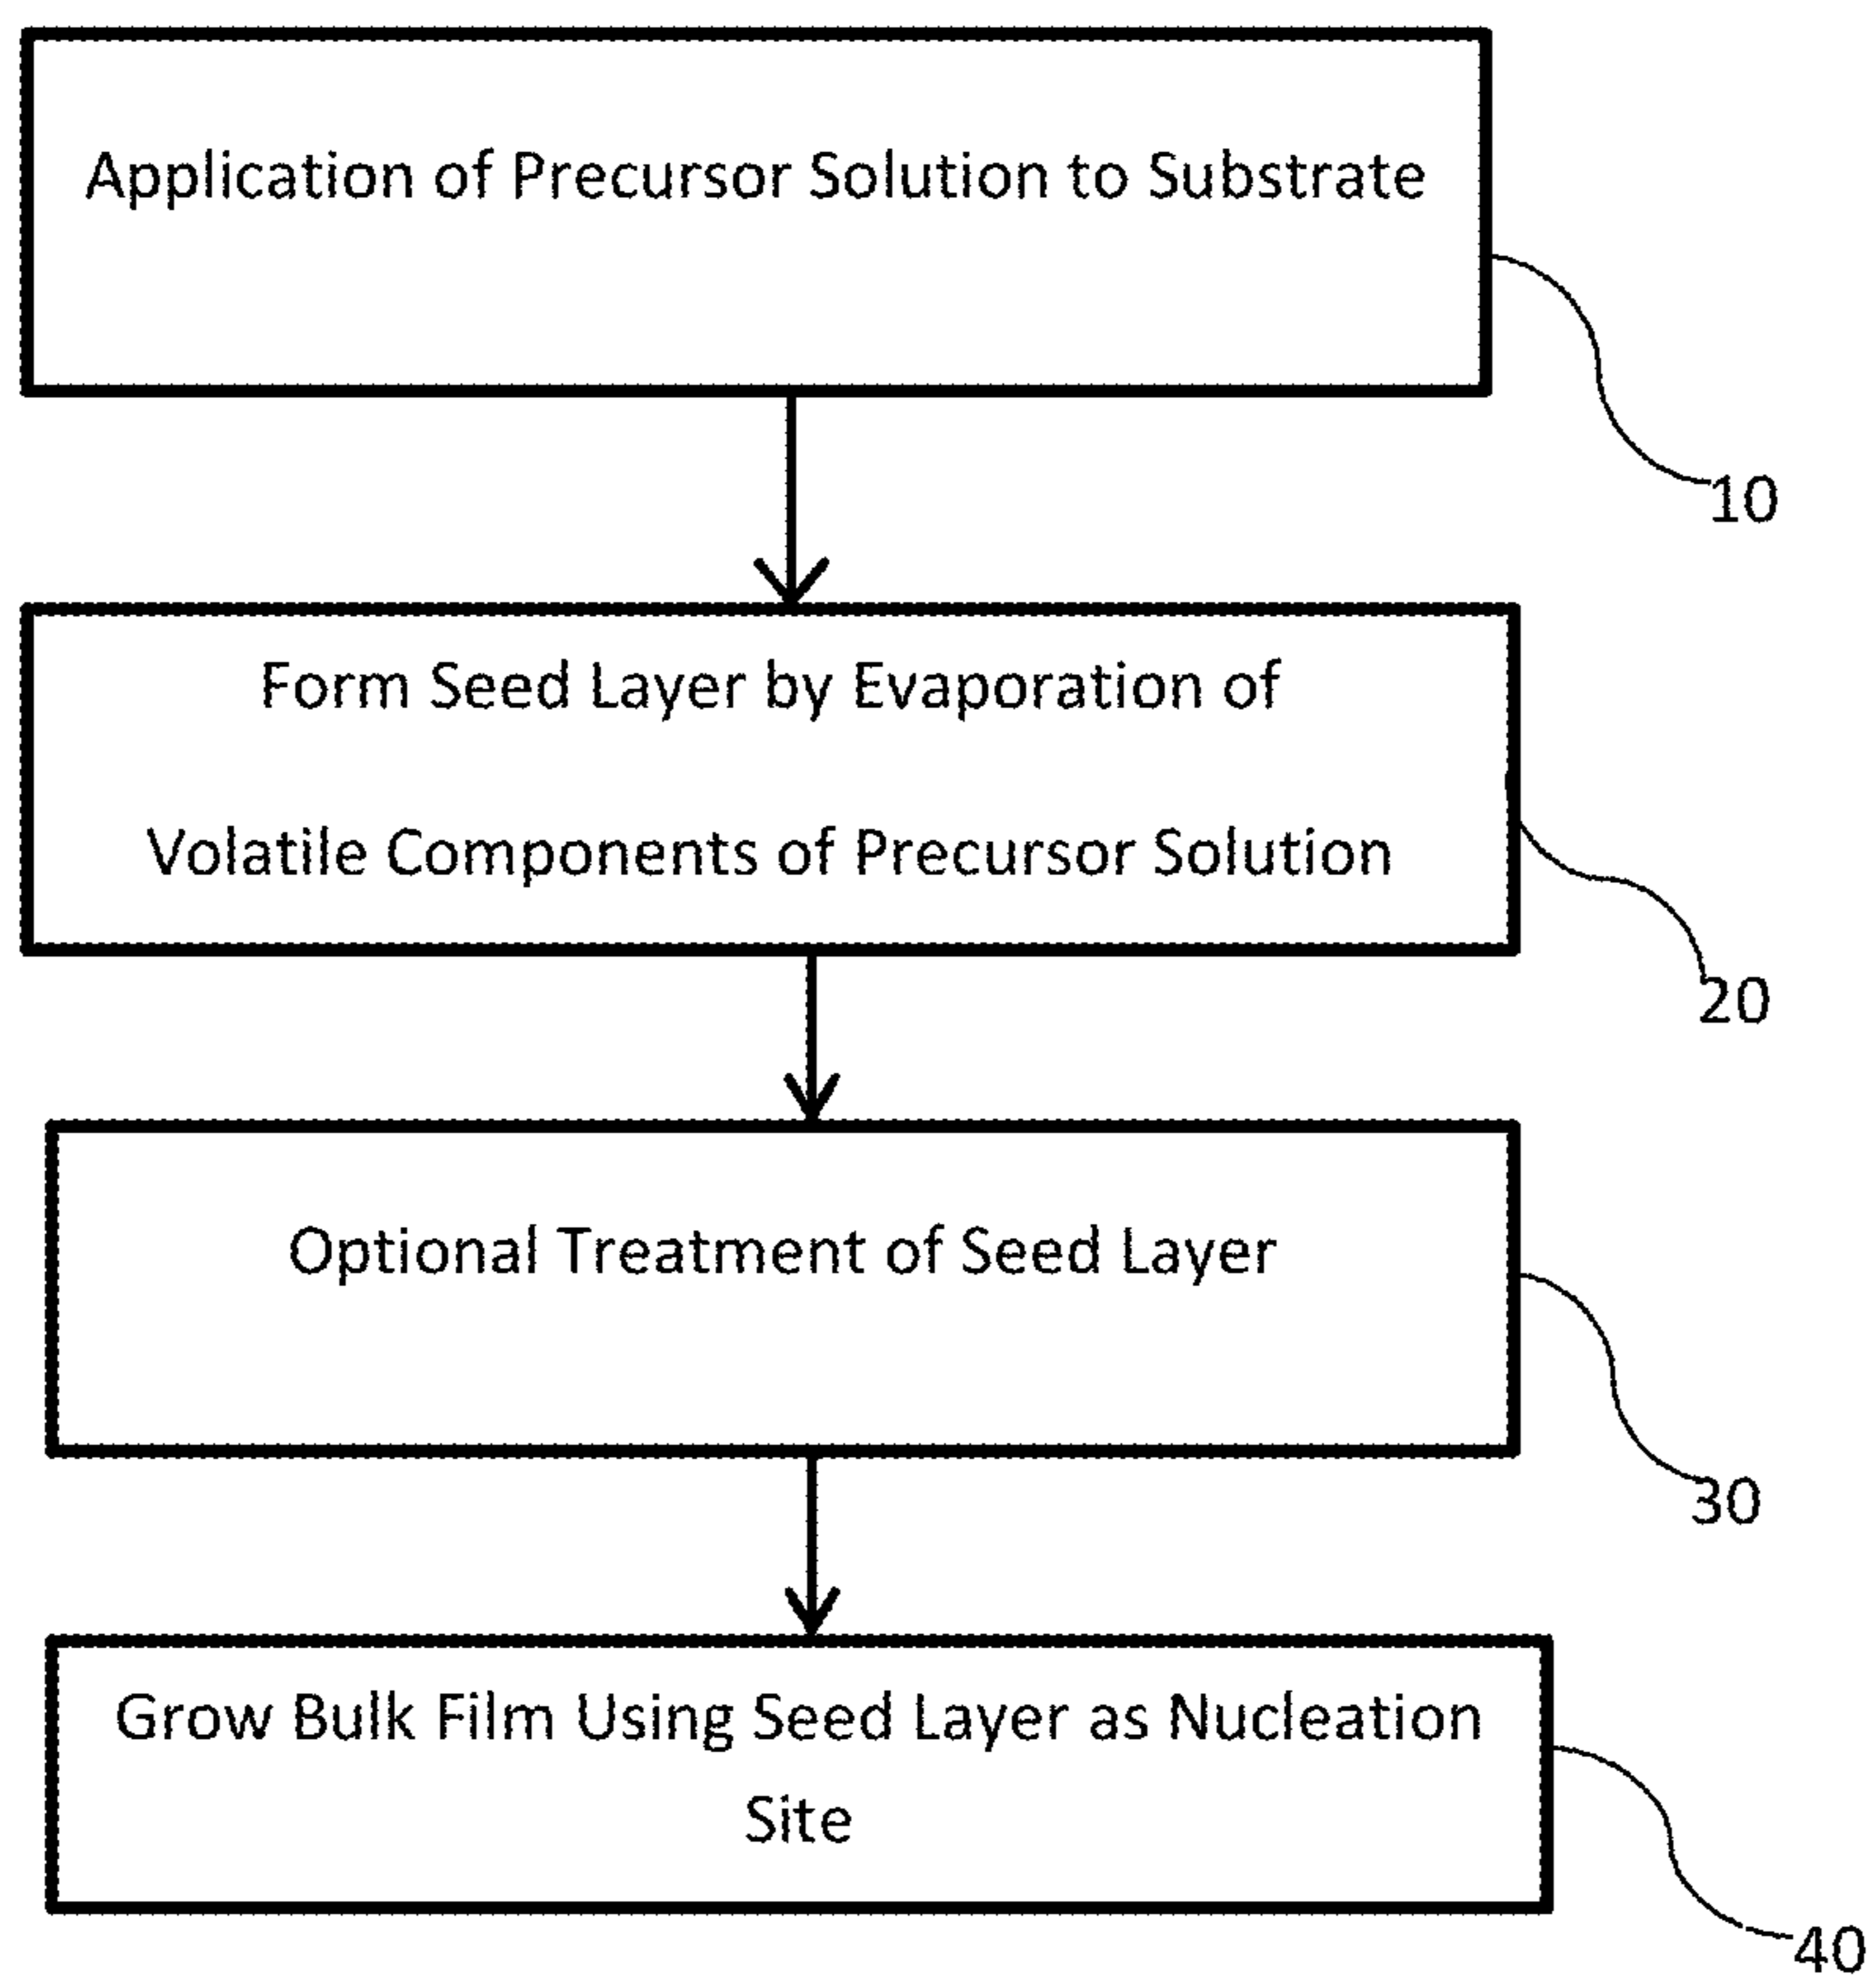 Application of Precursor Solution to Substrate
10
Form Seed Layer by Evaporation of
Volatile Components of Precursor Solution
20
Optional Treatment of Seed Layer
30
Grow Bulk Film Using Seed Layer as Nucleation
Site
40